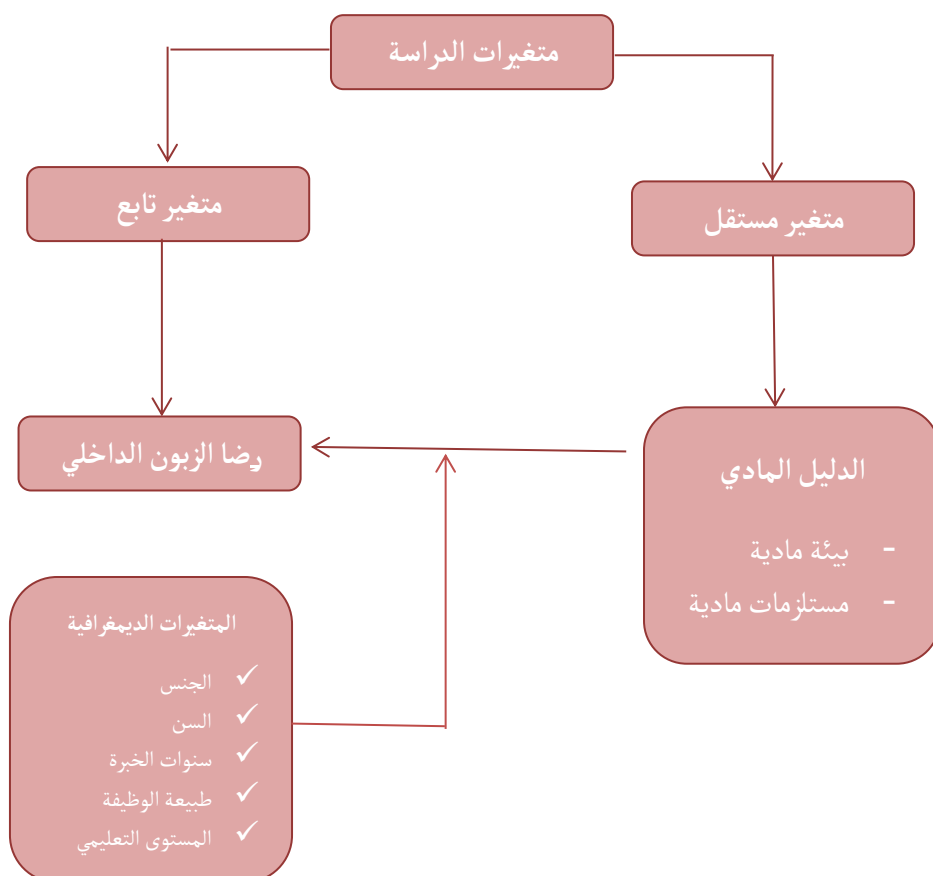 متغيرات الدراسة
متغير مستقل
متغير تابع
رضا الزبون الداخلي
الدليل المادي
- بيئة مادية
- مستلزمات مادية
المتغيرات الديمغرافية
✓ الجنس
✓ السن
✓ سنوات الخبرة
✓ طبيعة الوظيفة
✓ المستوى التعليمي